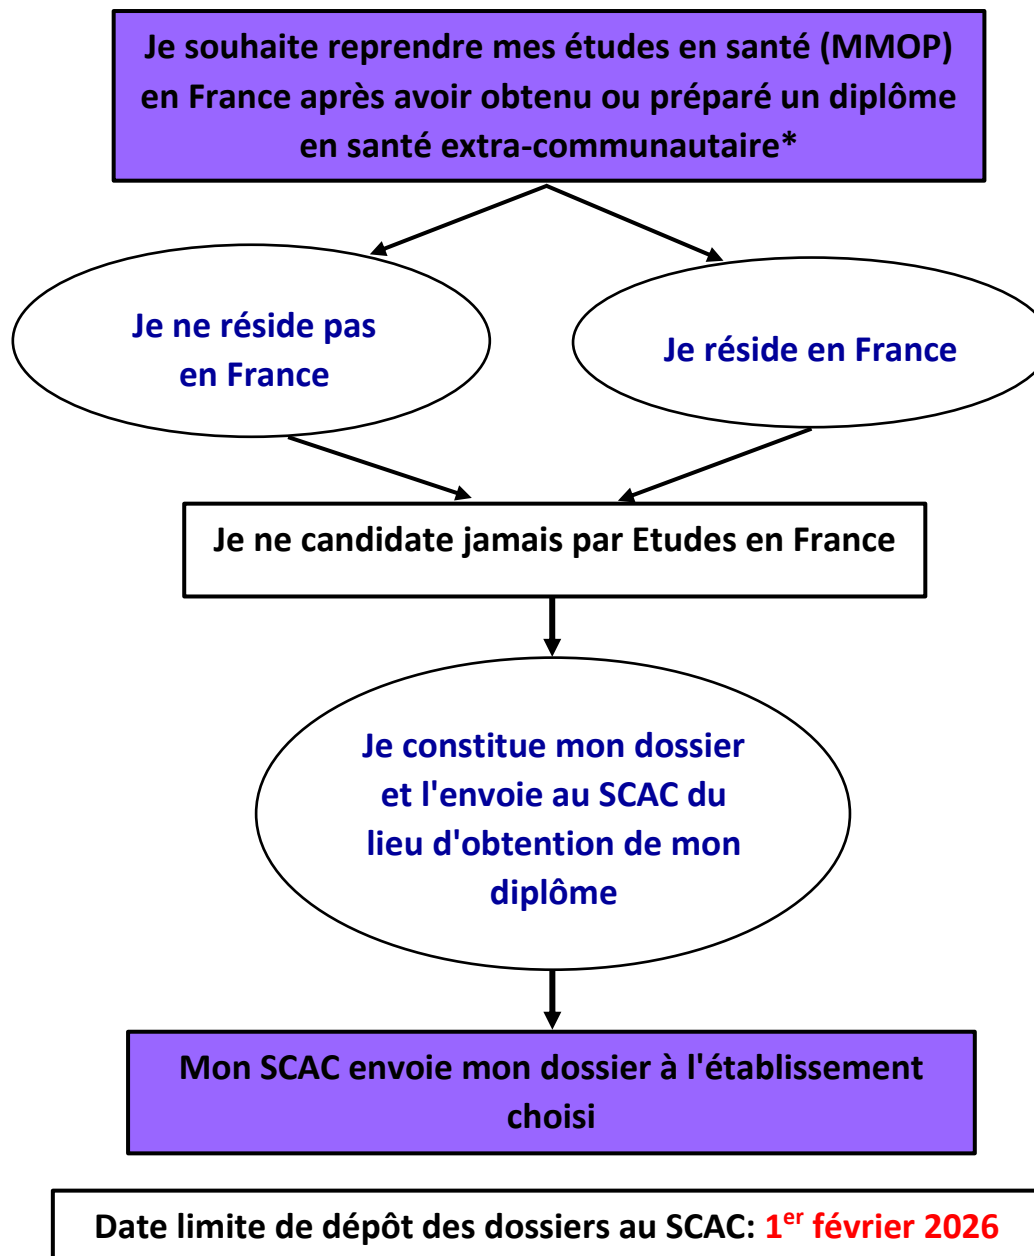 Je souhaite reprendre mes études en santé (MMOP)
en France après avoir obtenu ou préparé un diplôme
en santé extra-communautaire*
Je ne réside pas
en France
Je réside en France
Je ne candidate jamais par Etudes en France
Je constitue mon dossier
et l'envoie au SCAC du
lieu d'obtention de mon
diplôme
Mon SCAC envoie mon dossier à l'établissement
choisi
Date limite de dépôt des dossiers au SCAC: 1er février 2026